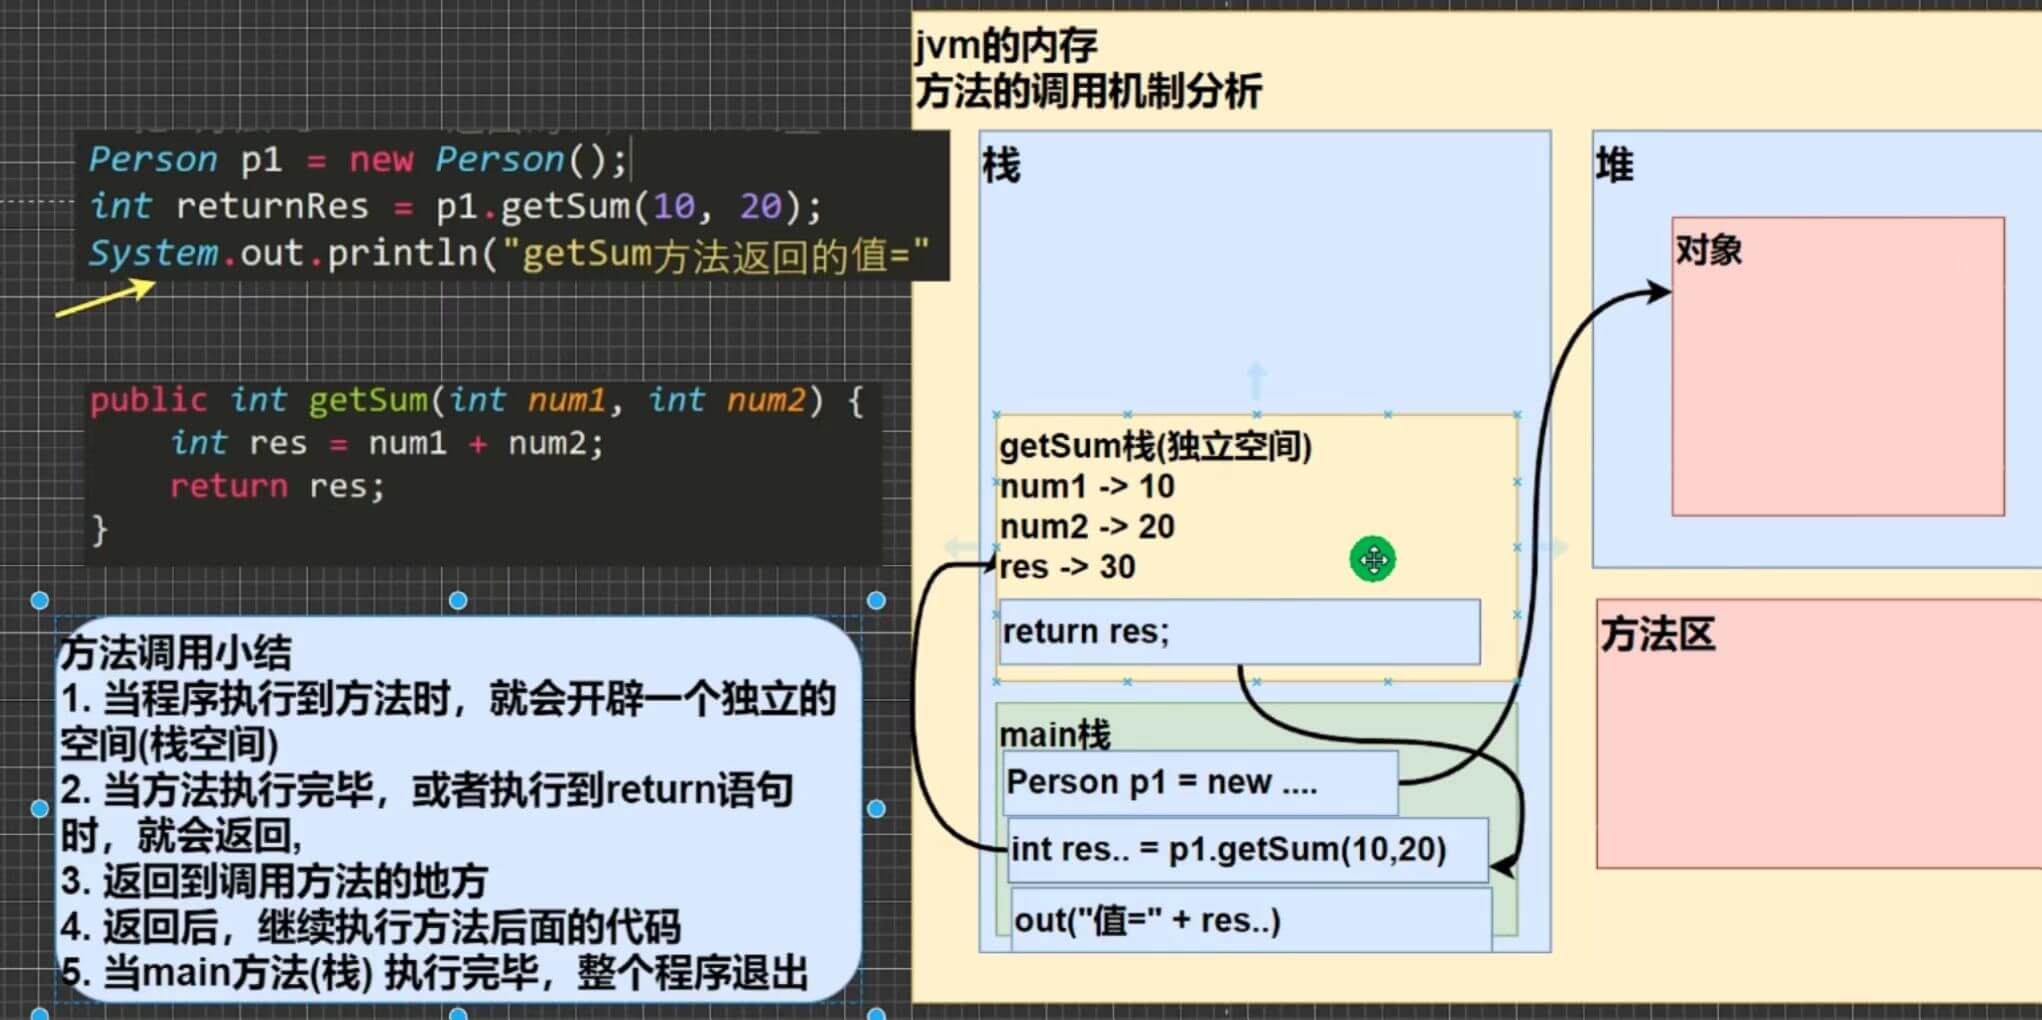 jvm的内存
方法的调用机制分析
Person p1 = new Person();
int returnRes = p1.getSum(10, 20);
System.out.println("getSum方法返回的值="
public int getSum(int num1, int num2) {
int res = num1 + num2;
return res;
}
方法调用小结
1. 当程序执行到方法时，就会开辟一个独立的
空间(栈空间)
2. 当方法执行完毕，或者执行到return语句
时，就会返回,
3. 返回到调用方法的地方
4. 返回后，继续执行方法后面的代码
5. 当main方法(栈) 执行完毕，整个程序退出
栈
getSum栈(独立空间)
num1 -> 10
num2 -> 20
res -> 30
return res;
main栈
Person p1 = new ....
int res.. = p1.getSum(10,20)
out("值=" + res..)
堆
对象
方法区